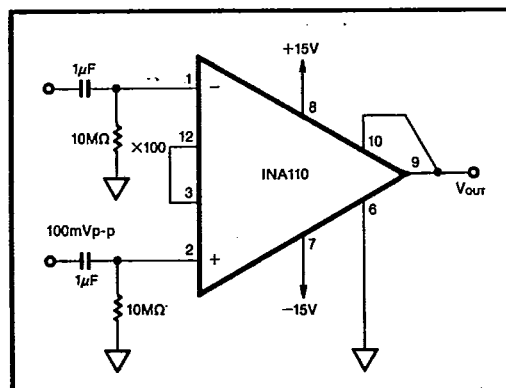 1μF
+15V
1
−
8
10MΩ
12
10
×100
9
INA110
VOUT
3
6
100mVp-p
2
+
7
1μF
10MΩ
−15V